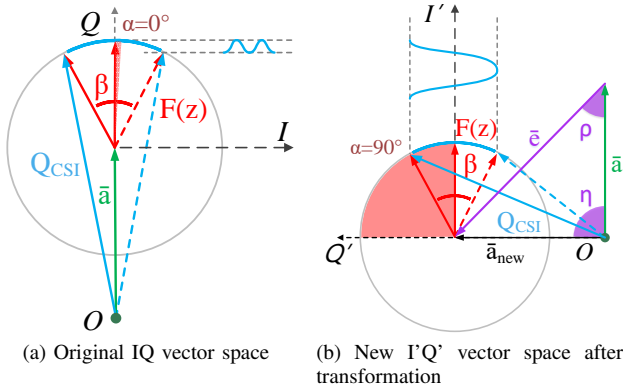 Q
α=0°
β
F(z)
I
Q_CSI
ā
O
(a) Original IQ vector space
I'
α=90°
F(z)
β
ē
ρ
ā
η
Q_CSI
Q'
ā_new
O
(b) New I'Q' vector space after
transformation